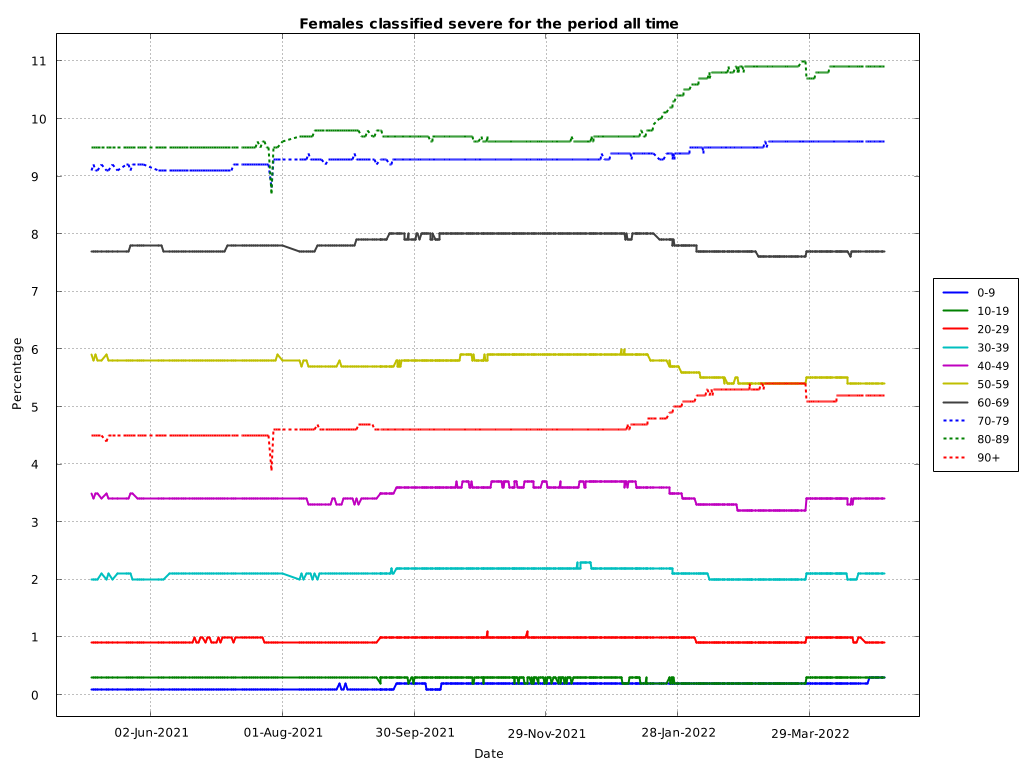 Females classified severe for the period all time
Percentage
11
10
9
8
7
6
5
4
3
2
1
0
02-Jun-2021
01-Aug-2021
30-Sep-2021
29-Nov-2021
28-Jan-2022
29-Mar-2022
Date
0-9
10-19
20-29
30-39
40-49
50-59
60-69
70-79
80-89
90+